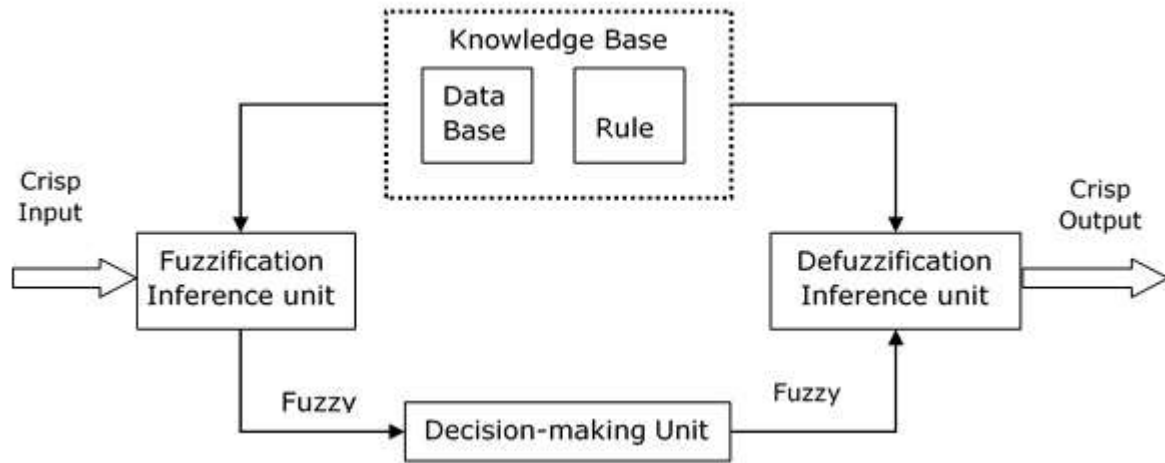 Knowledge Base
Data
Base
Rule
Crisp
Input
Crisp
Output
Fuzzification
Inference unit
Defuzzification
Inference unit
Fuzzy
Fuzzy
Decision-making Unit